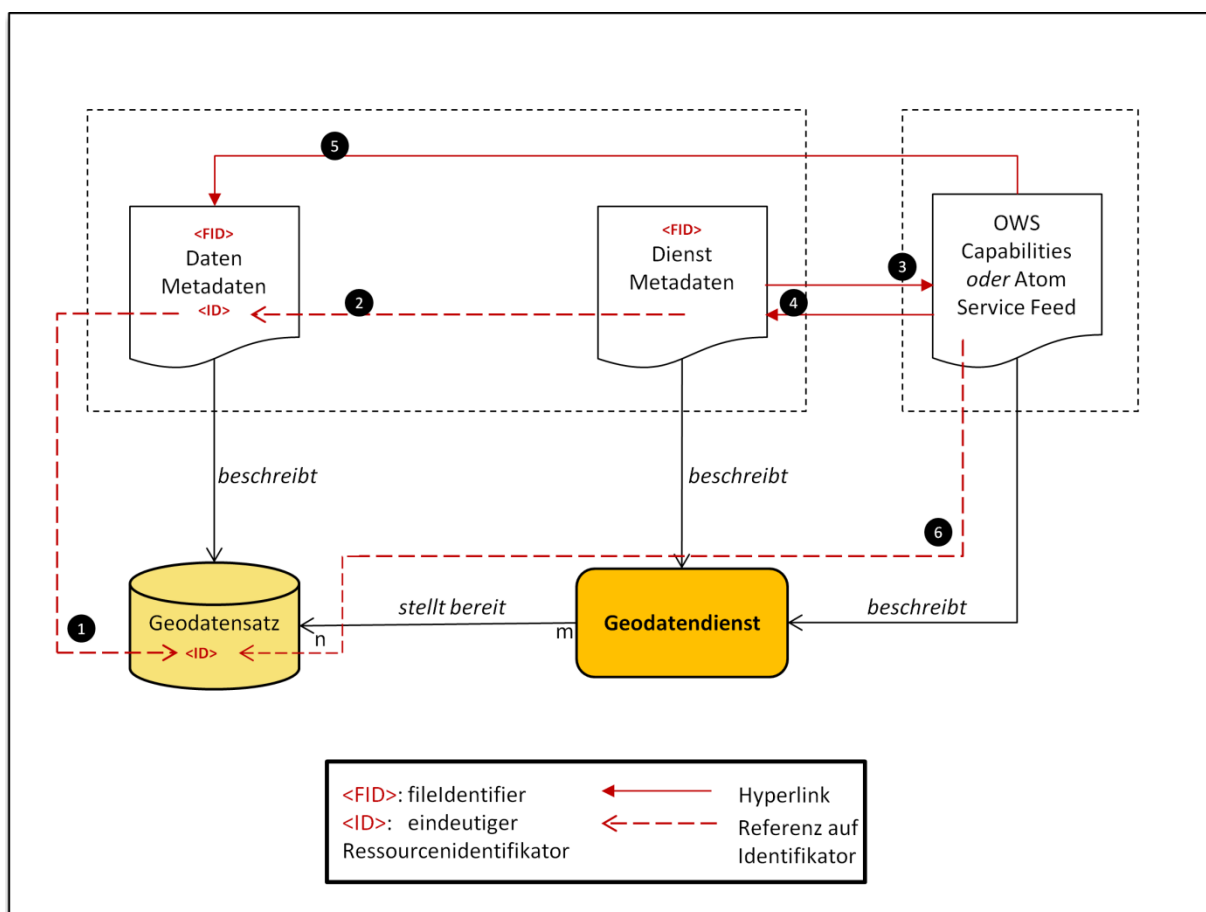 5
<FID>
Daten
Metadaten
<ID>
<FID>
Dienst
Metadaten
OWS
Capabilities
oder Atom
Service Feed
2
3
4
beschreibt
beschreibt
6
1
Geodatensatz
<ID>
n
stellt bereit
m
Geodatendienst
beschreibt
<FID>: fileIdentifier
<ID>: eindeutiger
Ressourcenidentifikator
Hyperlink
Referenz auf
Identifikator